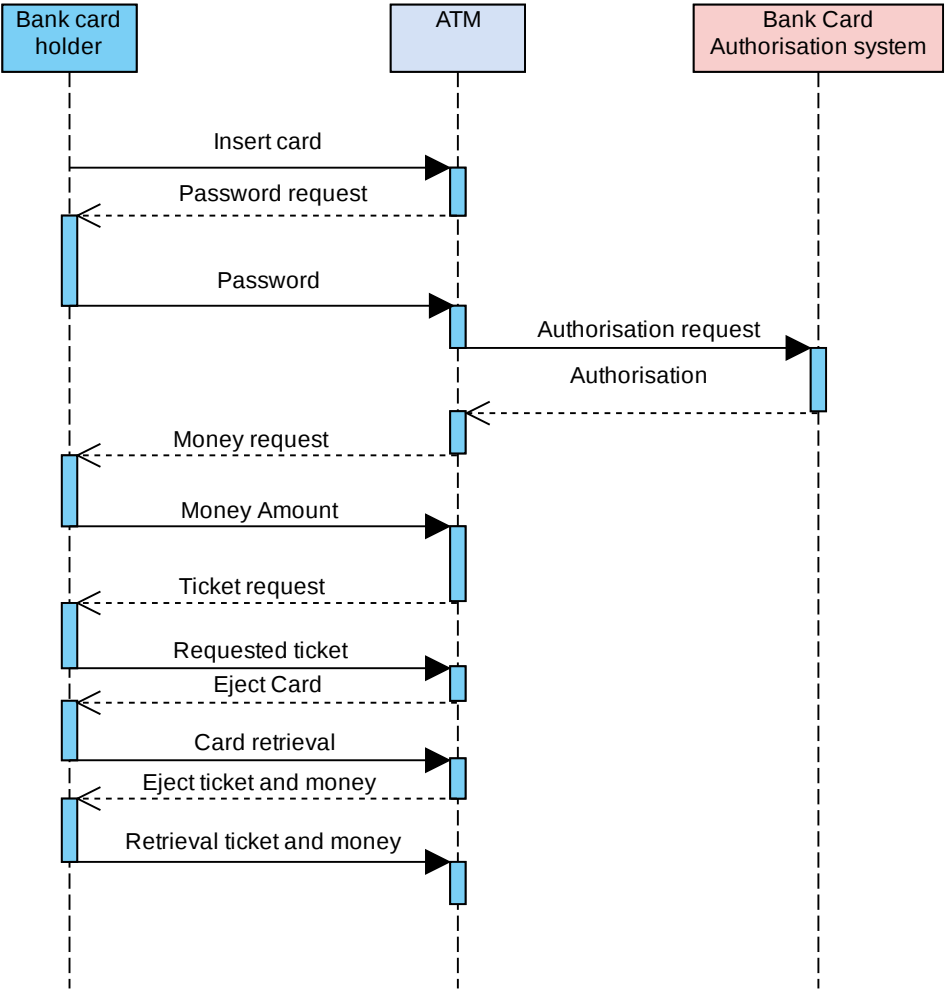 Bank card
holder
ATM
Bank Card
Authorisation system
Insert card
Password request
Password
Authorisation request
Authorisation
Money request
Money Amount
Ticket request
Requested ticket
Eject Card
Card retrieval
Eject ticket and money
Retrieval ticket and money